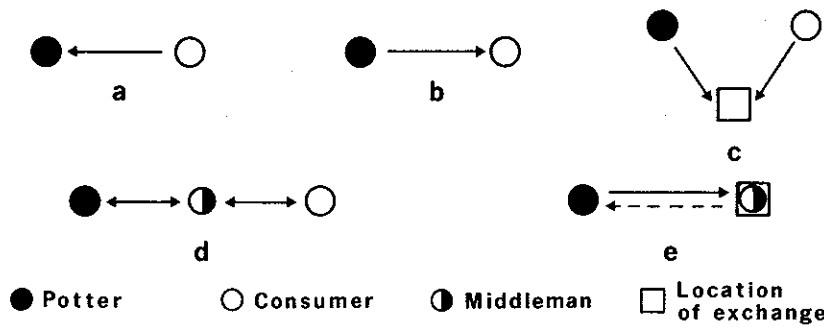 a
b
c
d
e
Potter
Consumer
Middleman
Location
of exchange